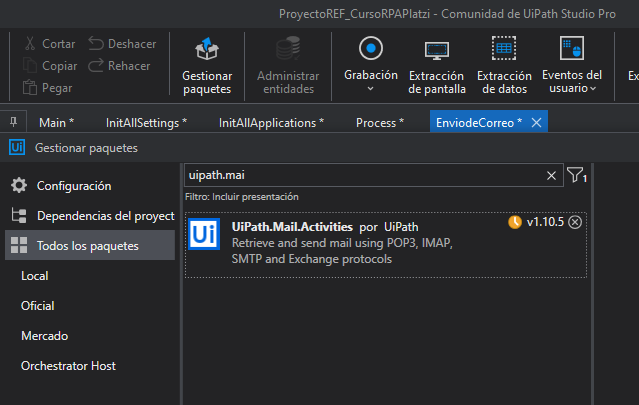 ProyectoREF_CursoRPAPlatzi - Comunidad de UiPath Studio Pro
Cortar
Deshacer
Copiar
Rehacer
Pegar
Gestionar
paquetes
Administrar
entidades
Grabación
Extracción
de pantalla
Extracción
de datos
Eventos del
usuario
Ex
Main *
InitAllSettings *
InitAllApplications *
Process *
EnviodeCorreo *
Ui
Gestionar paquetes
Configuración
Dependencias del proyect
Todos los paquetes
Local
Oficial
Mercado
Orchestrator Host
uipath.mai
1
Filtro: Incluir presentación
Ui
UiPath.Mail.Activities por UiPath
v1.10.5
Retrieve and send mail using POP3, IMAP,
SMTP and Exchange protocols